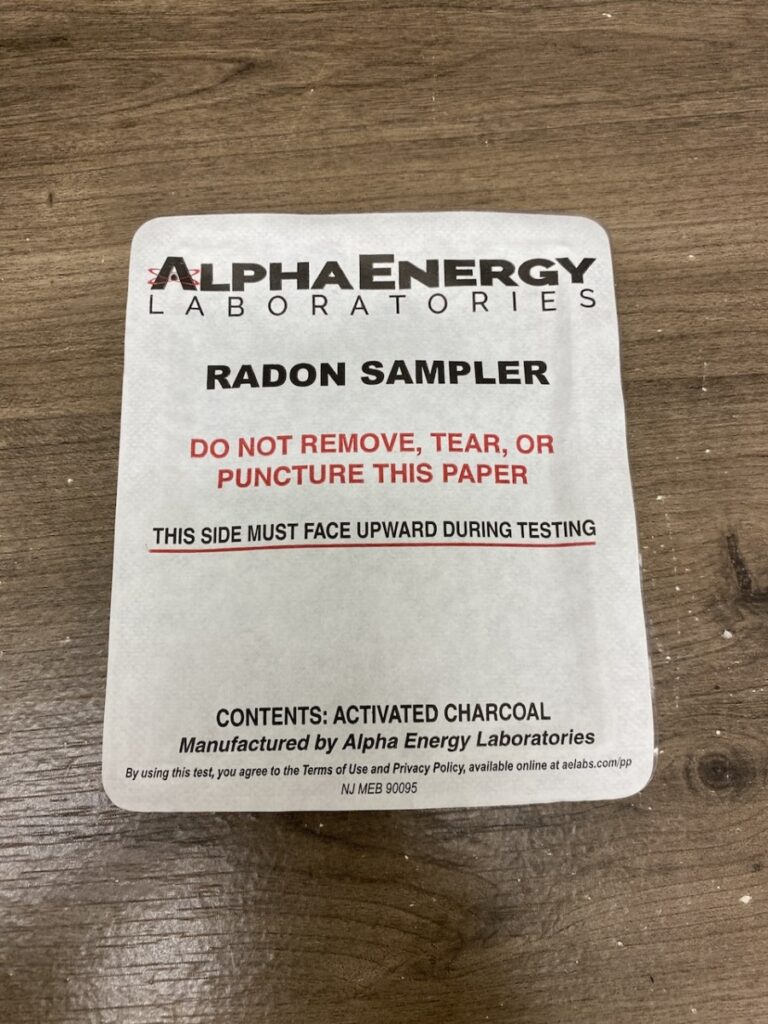 ALPHAENERGY
LABORATORIES
RADON SAMPLER
DO NOT REMOVE, TEAR, OR
PUNCTURE THIS PAPER
THIS SIDE MUST FACE UPWARD DURING TESTING
CONTENTS: ACTIVATED CHARCOAL
Manufactured by Alpha Energy Laboratories
By using this test, you agree to the Terms of Use and Privacy Policy, available online at aelabs.com/pp
NJ MEB 90095